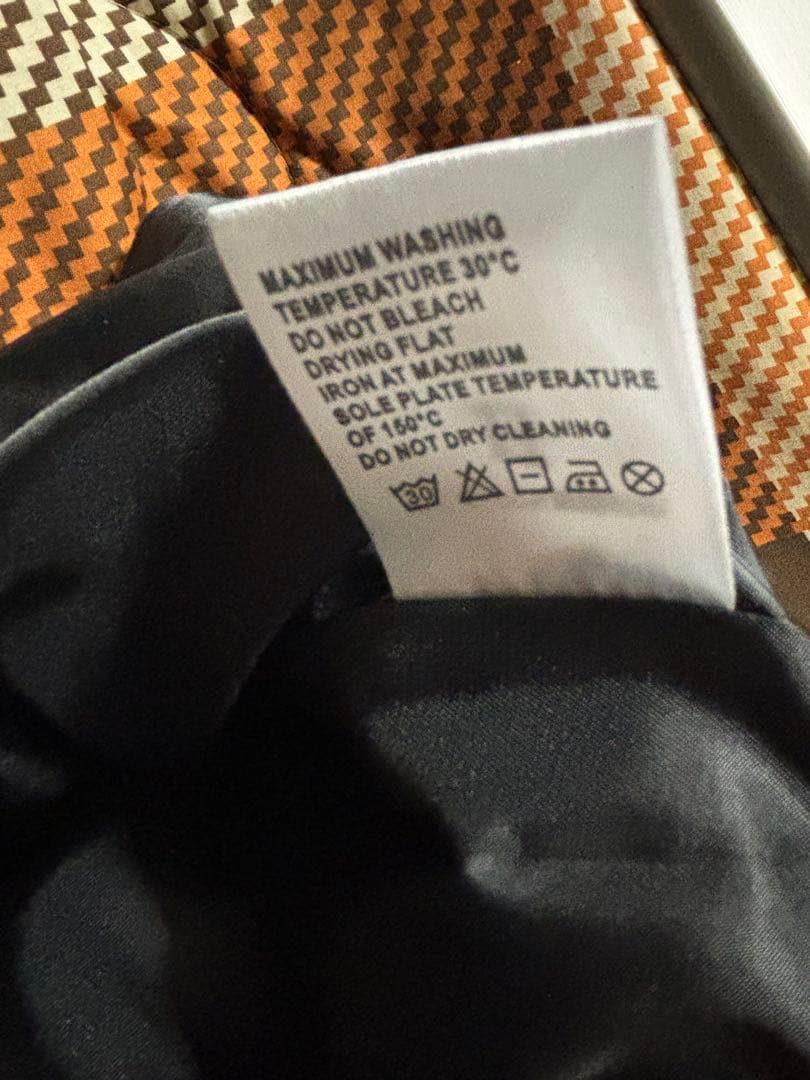 MAXIMUM WASHING
TEMPERATURE 30°C
DO NOT BLEACH
DRYING FLAT
IRON AT MAXIMUM
SOLE PLATE TEMPERATURE
OF 150°C
DO NOT DRY CLEANING
30